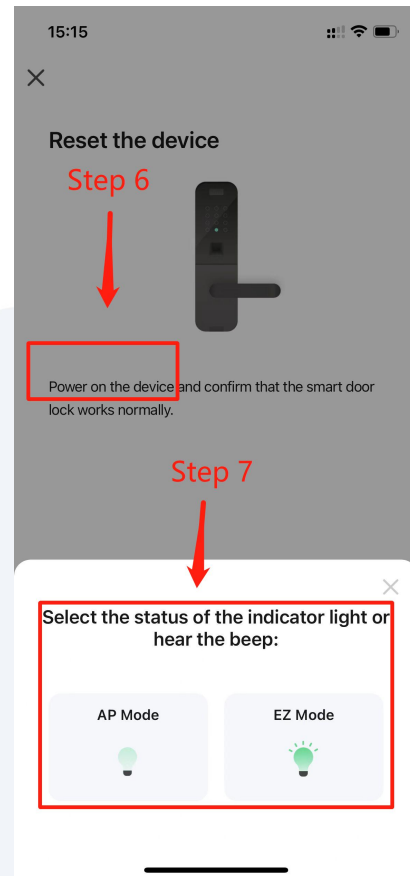 15:15
Reset the device
Step 6
Power on the device and confirm that the smart door
lock works normally.
Step 7
Select the status of the indicator light or
hear the beep:
AP Mode
EZ Mode